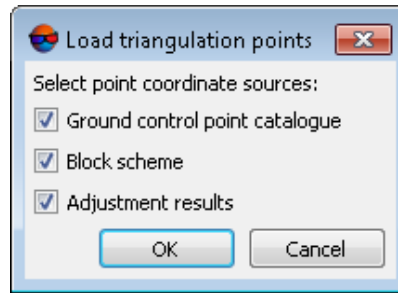 Load triangulation points
Select point coordinate sources:
Ground control point catalogue
Block scheme
Adjustment results
OK Cancel